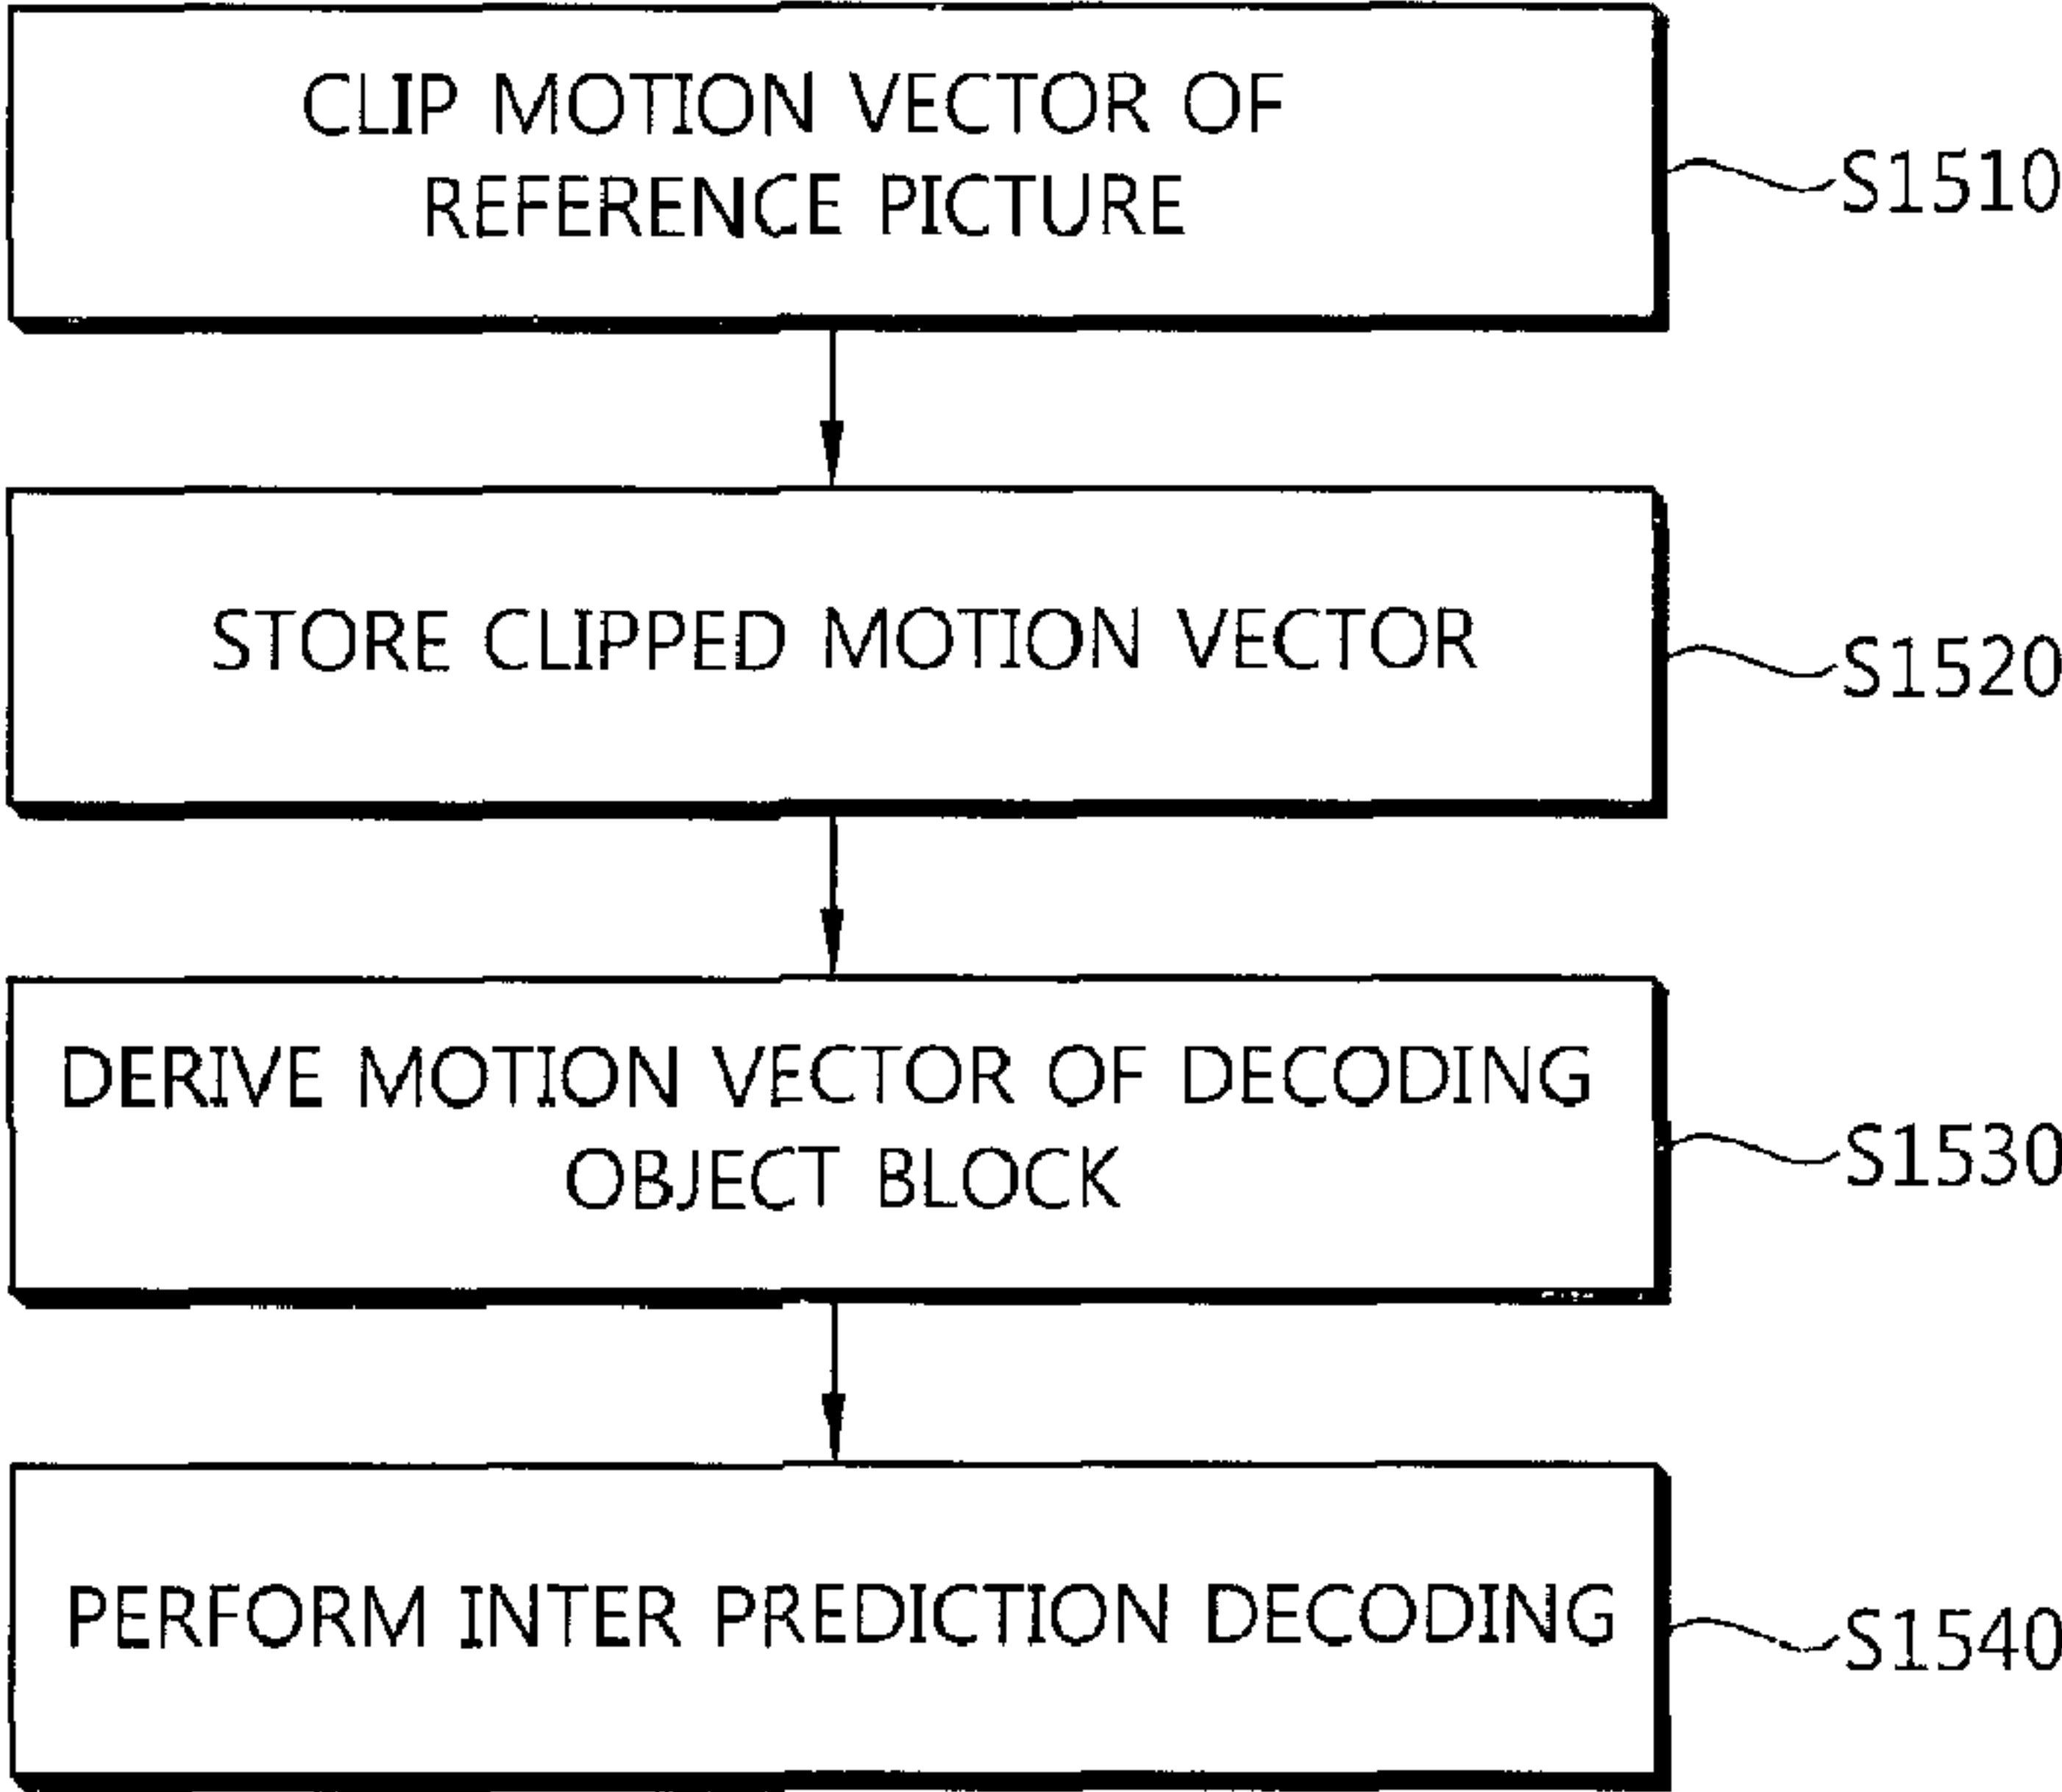 CLIP MOTION VECTOR OF
REFERENCE PICTURE
S1510
STORE CLIPPED MOTION VECTOR
S1520
DERIVE MOTION VECTOR OF DECODING
OBJECT BLOCK
S1530
PERFORM INTER PREDICTION DECODING
S1540